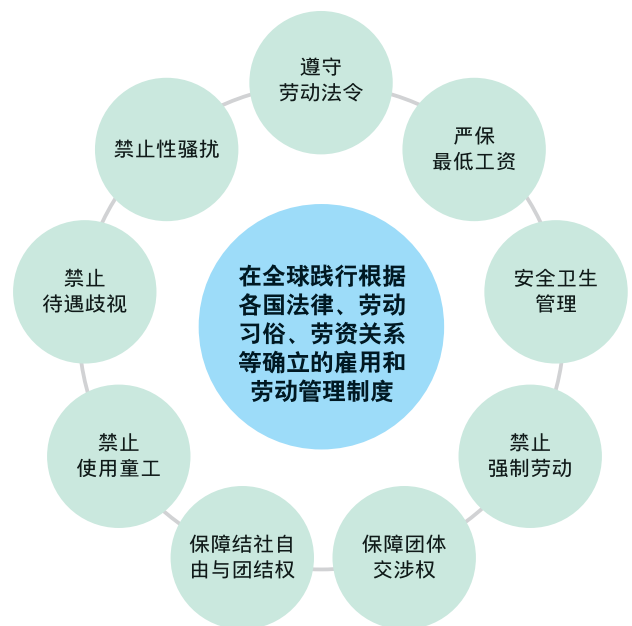 遵守
劳动法令
严保
最低工资
安全卫生
管理
禁止
强制劳动
保障团体
交涉权
保障结社自
由与团结权
禁止
使用童工
禁止
待遇歧视
禁止性骚扰
在全球践行根据
各国法律、劳动
习俗、劳资关系
等确立的雇用和
劳动管理制度